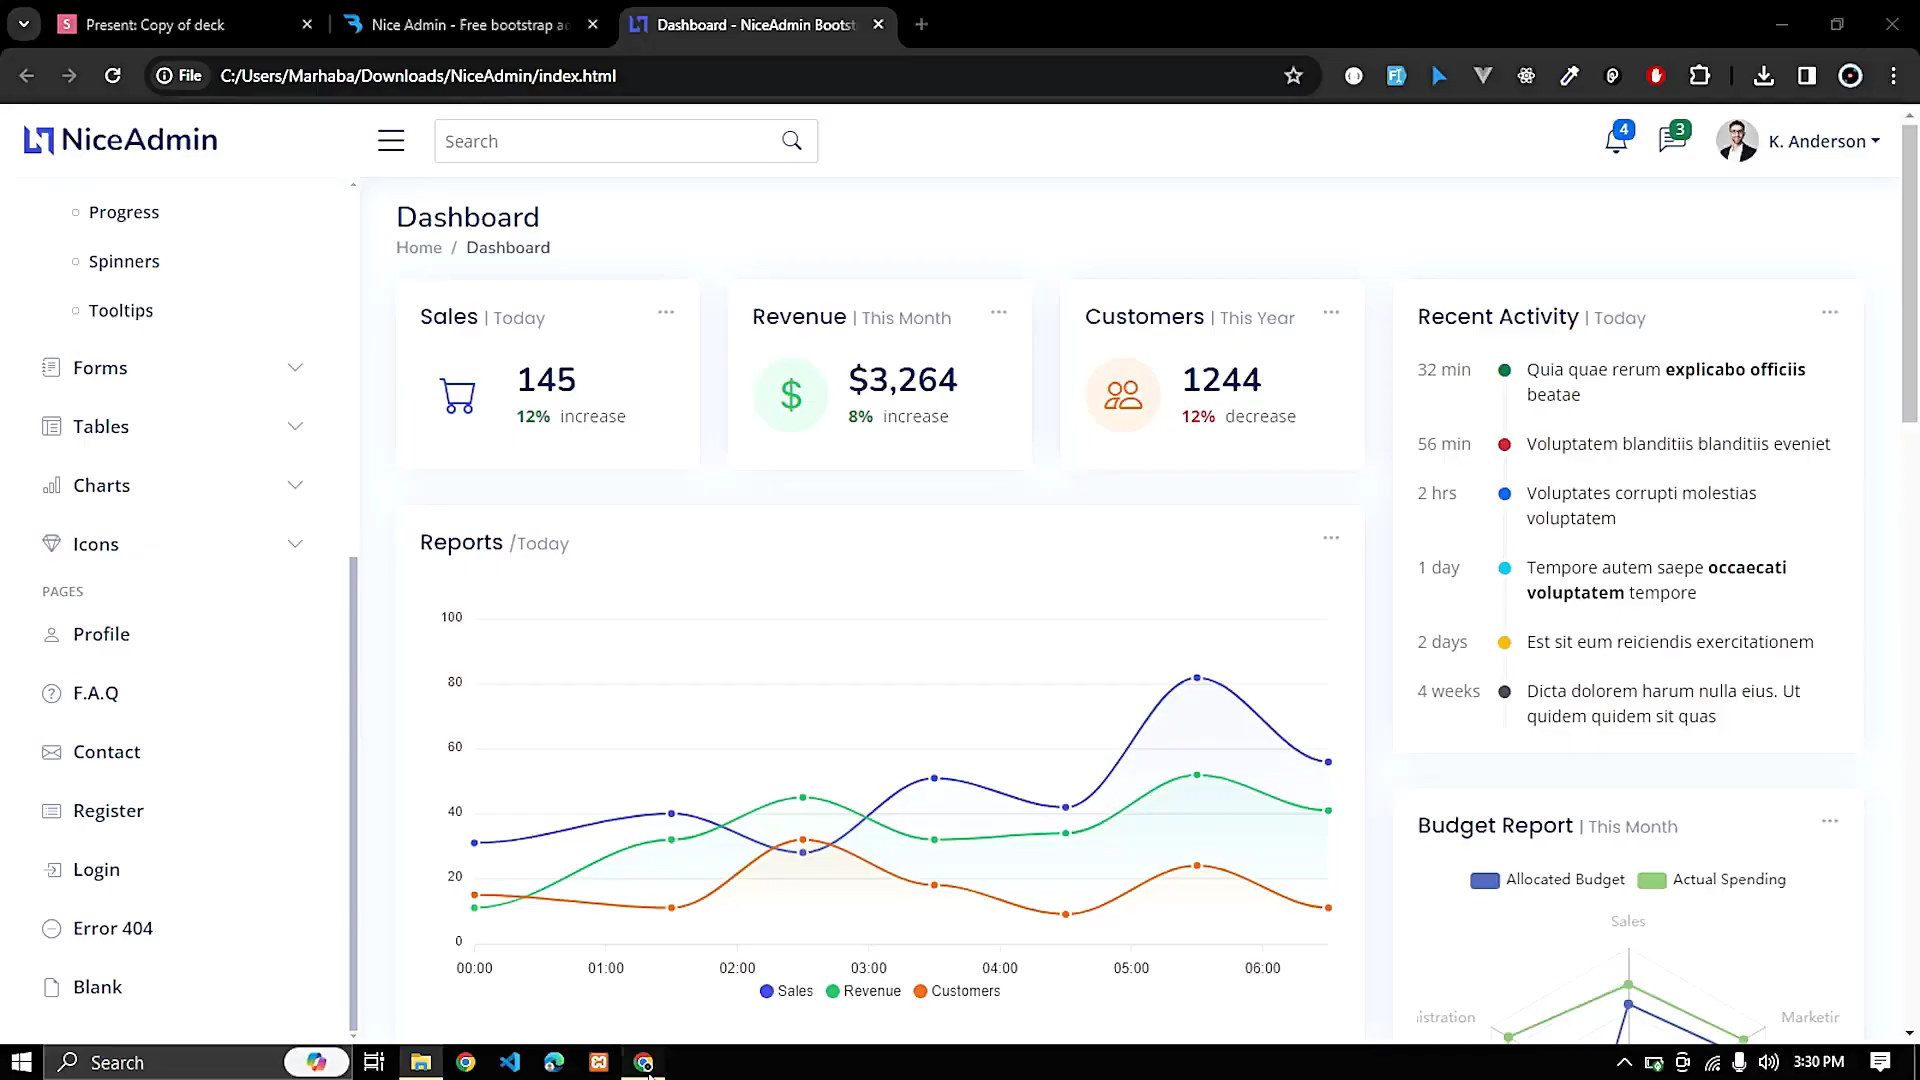 Present: Copy of deck
Nice Admin - Free bootstrap ad
Dashboard - NiceAdmin Bootst
File
C:/Users/Marhaba/Downloads/NiceAdmin/index.html
NiceAdmin
Search
4
3
K. Anderson
Progress
Spinners
Tooltips
Forms
Tables
Charts
Icons
PAGES
Profile
F.A.Q
Contact
Register
Login
Error 404
Blank
Dashboard
Home / Dashboard
Sales | Today
145
12% increase
Revenue | This Month
$3,264
8% increase
Customers | This Year
1244
12% decrease
Reports /Today
100
80
60
40
20
0
00:00 01:00 02:00 03:00 04:00 05:00 06:00
Sales Revenue Customers
Recent Activity | Today
32 min Quia quae rerum explicabo officiis
beatae
56 min Voluptatem blanditiis blanditiis eveniet
2 hrs Voluptates corrupti molestias
voluptatem
1 day Tempore autem saepe occaecati
voluptatem tempore
2 days Est sit eum reiciendis exercitationem
4 weeks Dicta dolorem harum nulla eius. Ut
quidem quidem sit quas
Budget Report | This Month
Allocated Budget Actual Spending
Sales
istration Marketir
Search
3:30 PM